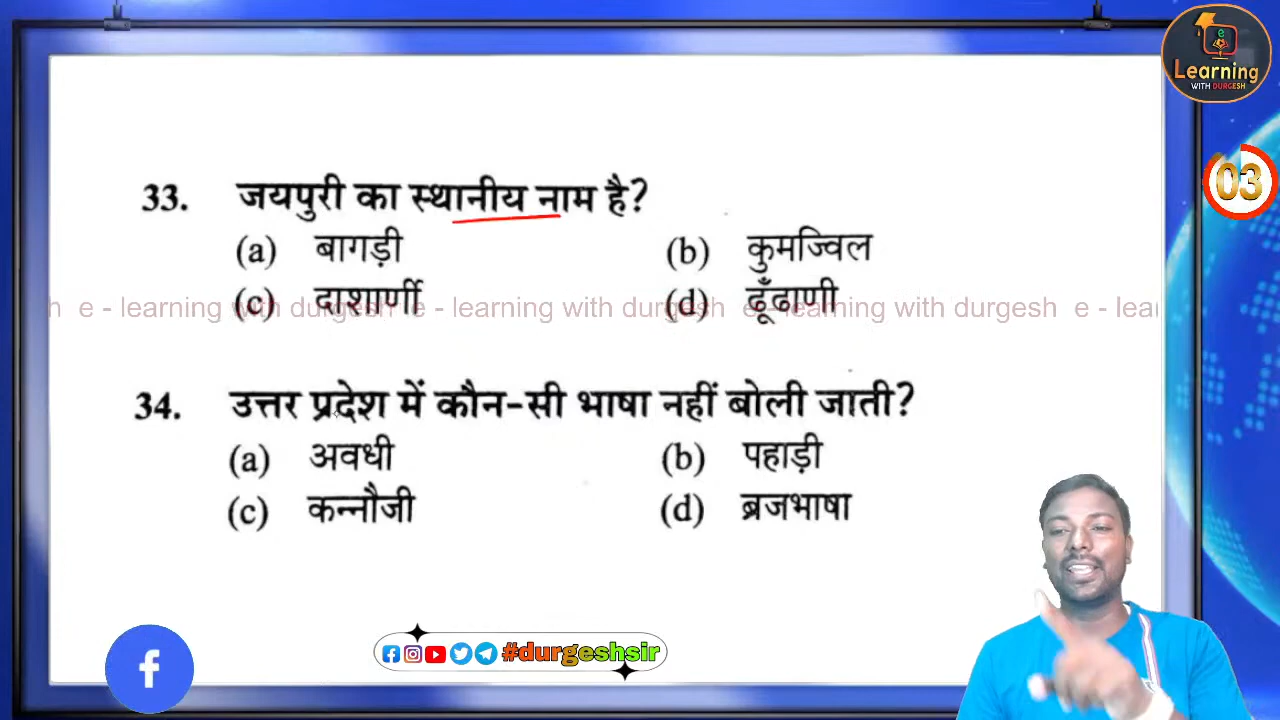 e
Learning
WITH DURGESH
03
33. जयपुरी का स्थानीय नाम है?
(a) बागड़ी (b) कुमज्विल
(c) दाशार्णी (d) ढूँढाणी
h e - learning with durgesh e - learning with durgesh e - learning with durgesh e - lear
34. उत्तर प्रदेश में कौन-सी भाषा नहीं बोली जाती?
(a) अवधी (b) पहाड़ी
(c) कन्नौजी (d) ब्रजभाषा
#durgeshsir